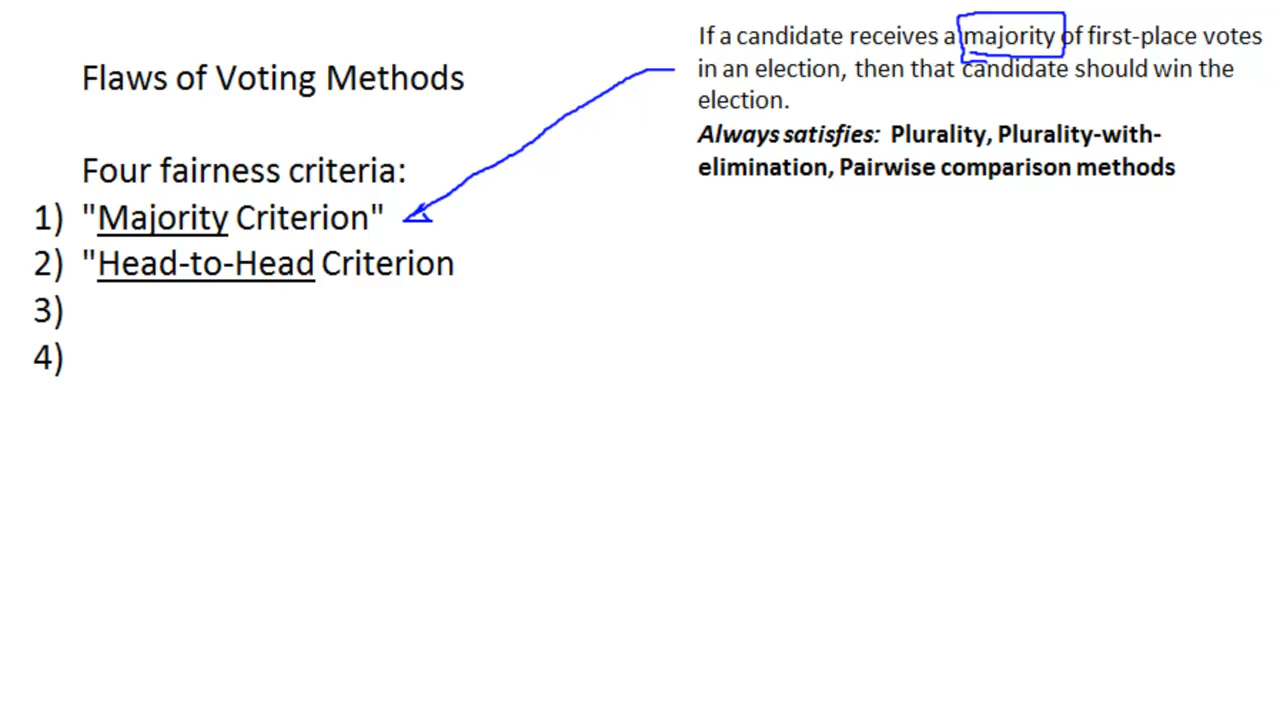 Flaws of Voting Methods
Four fairness criteria:
1) "Majority Criterion"
2) "Head-to-Head Criterion
3)
4)
If a candidate receives a majority of first-place votes
in an election, then that candidate should win the
election.
Always satisfies: Plurality, Plurality-with-
elimination, Pairwise comparison methods